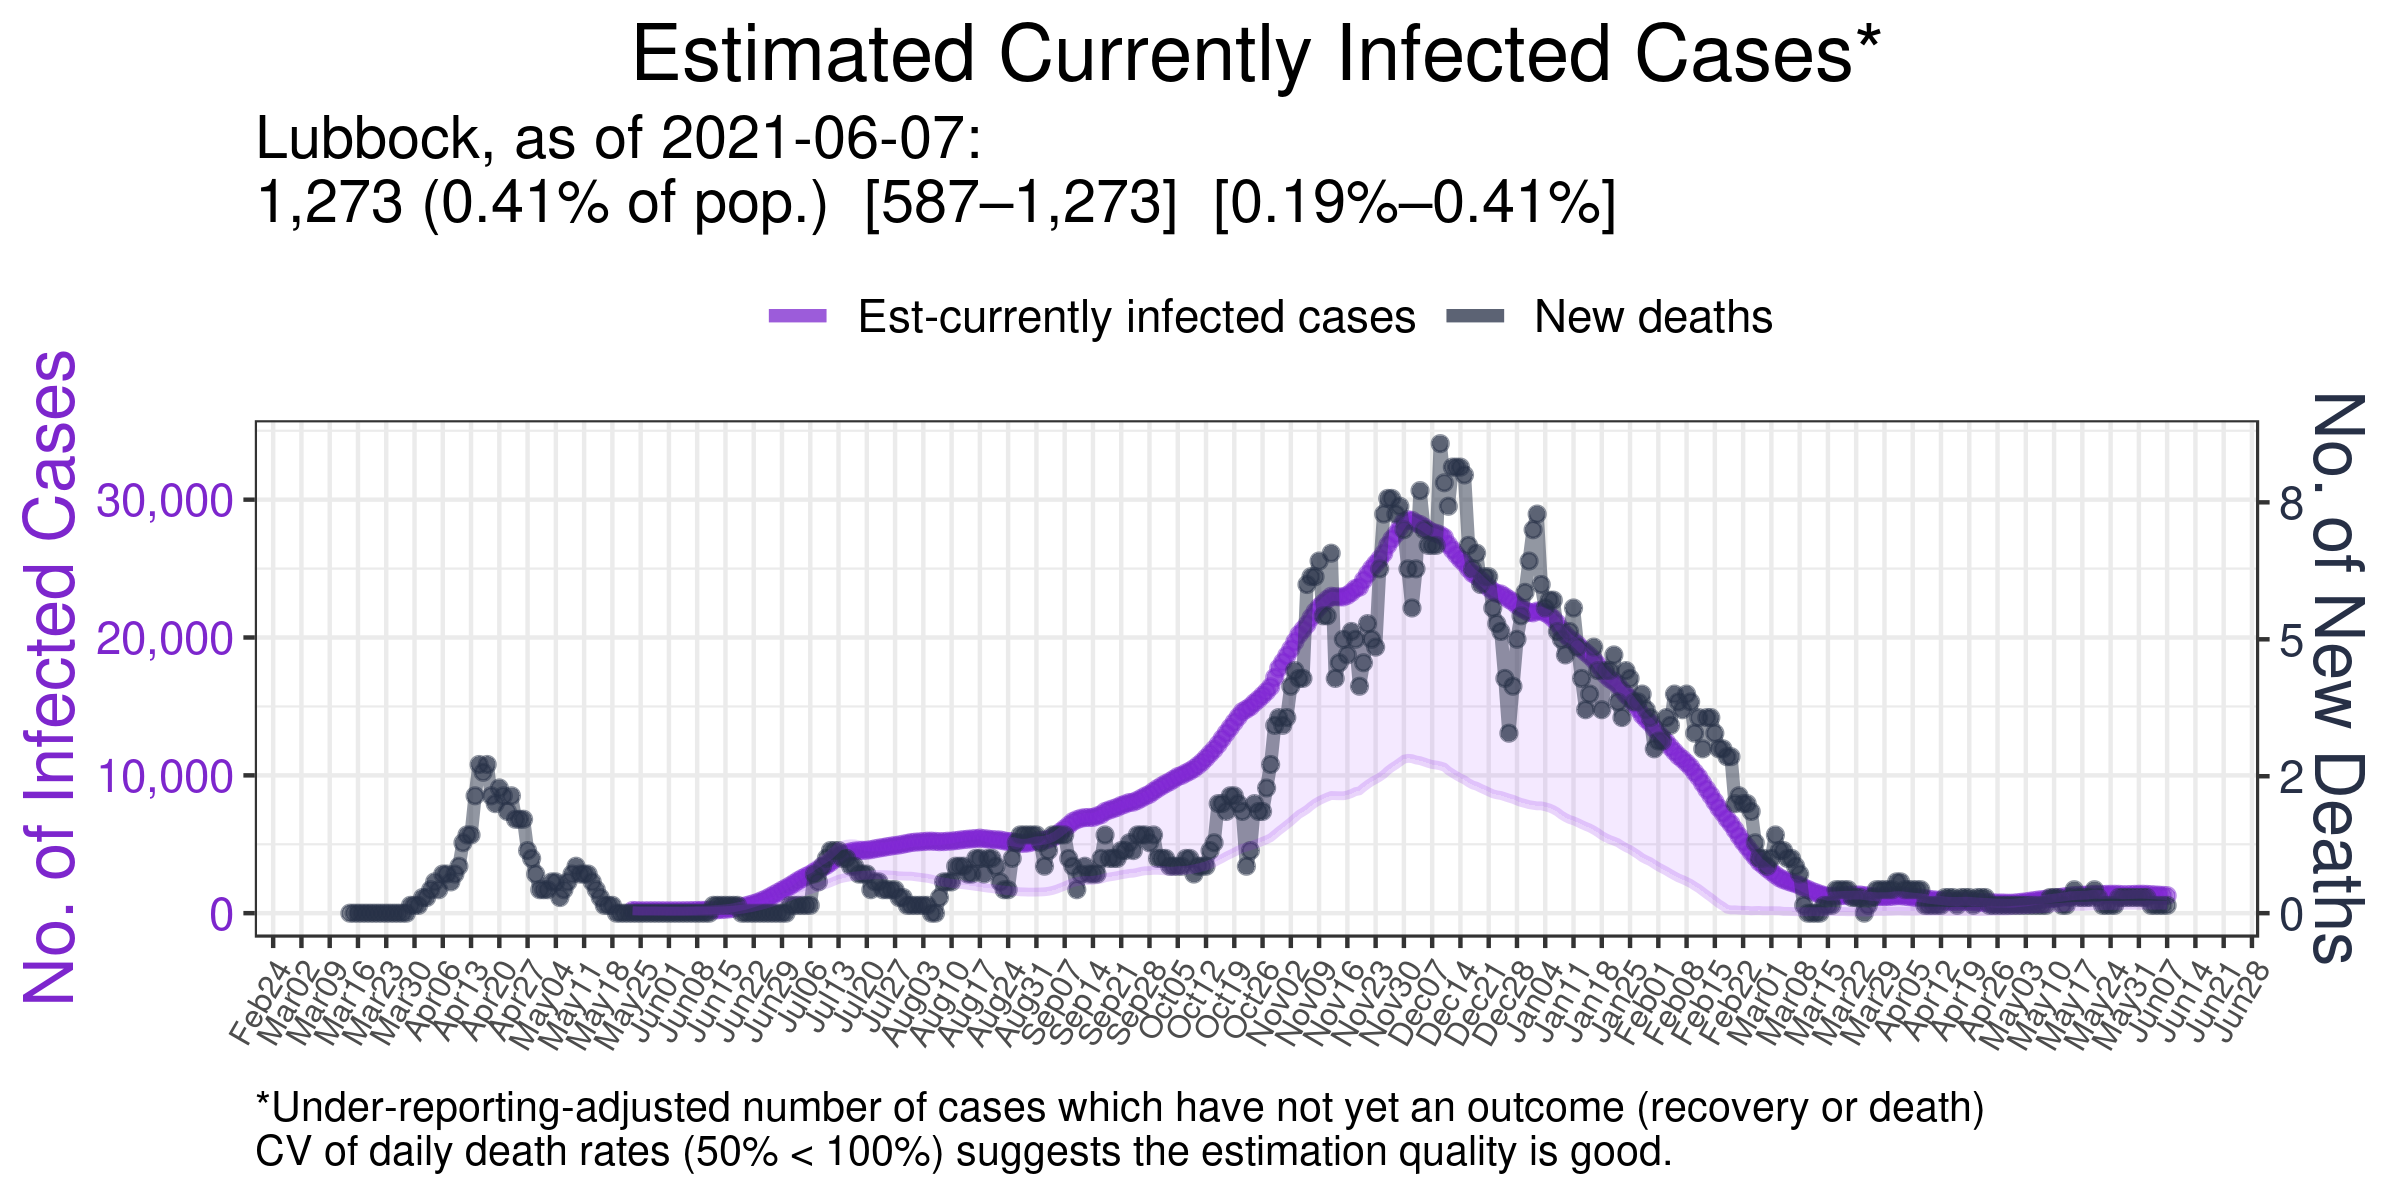 Estimated Currently Infected Cases*
Lubbock, as of 2021-06-07:
1,273 (0.41% of pop.) [587–1,273] [0.19%–0.41%]
Est-currently infected cases
New deaths
No. of Infected Cases
30,000
20,000
10,000
0
8
5
2
0
No. of New Deaths
Feb24
Mar02
Mar09
Mar16
Mar23
Mar30
Apr06
Apr13
Apr20
Apr27
May04
May11
May18
May25
Jun01
Jun08
Jun15
Jun22
Jun29
Jul06
Jul13
Jul20
Jul27
Aug03
Aug10
Aug17
Aug24
Aug31
Sep07
Sep14
Sep21
Sep28
Oct05
Oct12
Oct19
Oct26
Nov02
Nov09
Nov16
Nov23
Nov30
Dec07
Dec14
Dec21
Dec28
Jan04
Jan11
Jan18
Jan25
Feb01
Feb08
Feb15
Feb22
Mar01
Mar08
Mar15
Mar22
Mar29
Apr05
Apr12
Apr19
Apr26
May03
May10
May17
May24
May31
Jun07
Jun14
Jun21
Jun28
*Under-reporting-adjusted number of cases which have not yet an outcome (recovery or death)
CV of daily death rates (50% < 100%) suggests the estimation quality is good.